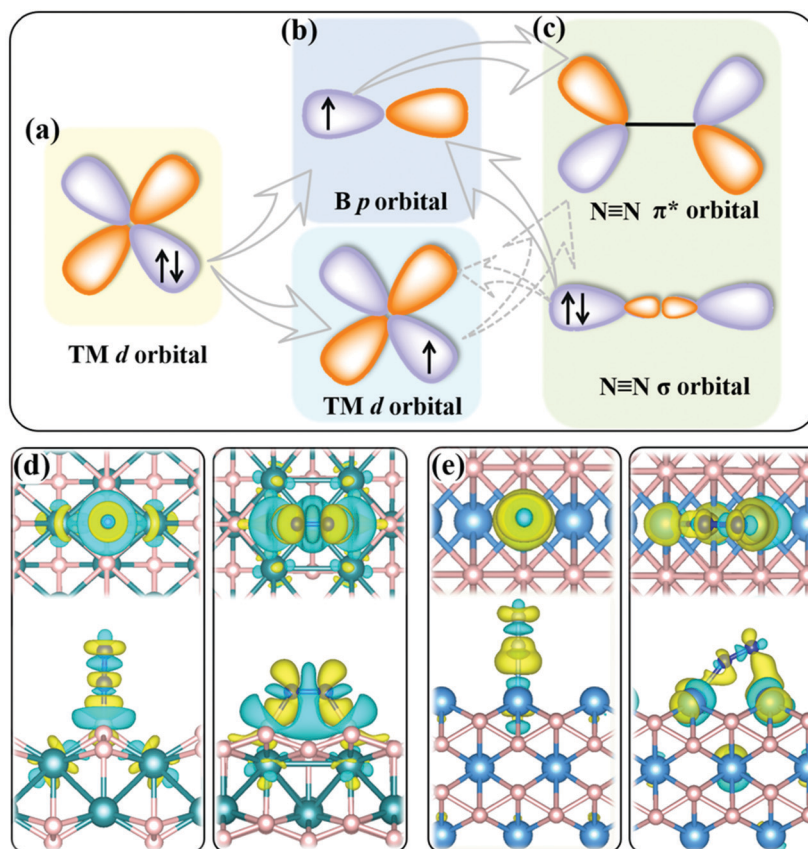 (a)
TM d orbital
(b)
B p orbital
TM d orbital
(c)
N≡N π* orbital
N≡N σ orbital
(d)
(e)